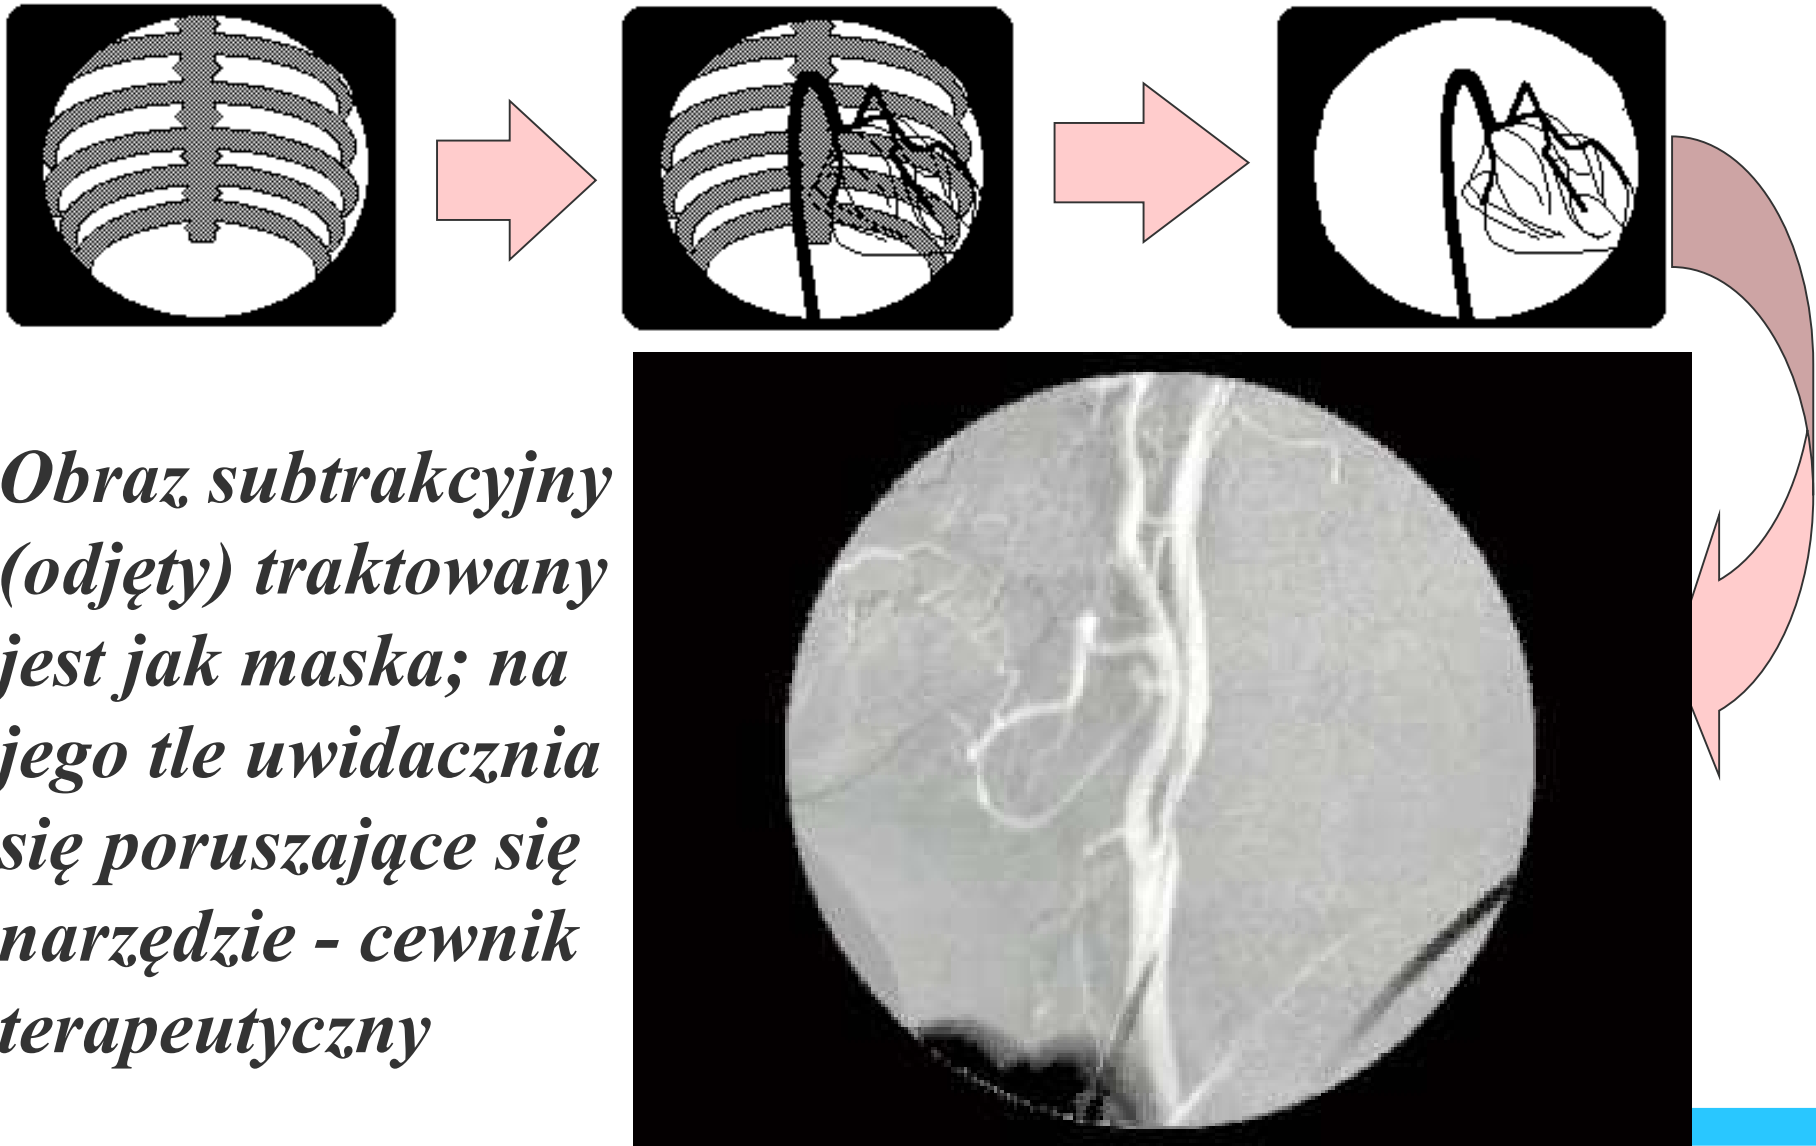 Obraz subtrakcyjny
(odjęty) traktowany
jest jak maska; na
jego tle uwidacznia
się poruszające się
narzędzie - cewnik
terapeutyczny